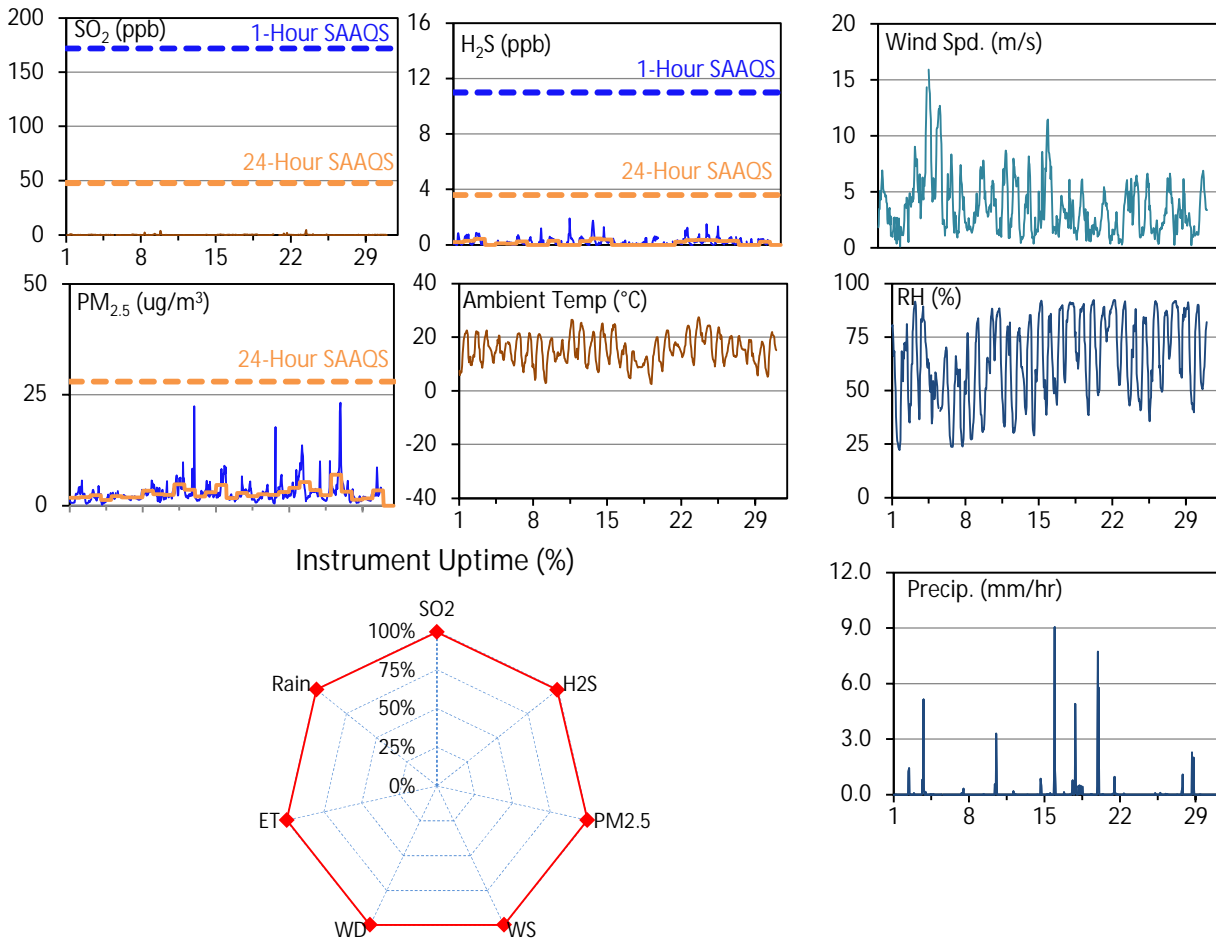 SO2 (ppb)
1-Hour SAAQS
24-Hour SAAQS
200
150
100
50
0
1 8 15 22 29
H2S (ppb)
1-Hour SAAQS
24-Hour SAAQS
16
12
8
4
0
Wind Spd. (m/s)
20
15
10
5
0
PM2.5 (ug/m³)
24-Hour SAAQS
50
25
0
Ambient Temp (°C)
40
20
0
-20
-40
1 8 15 22 29
RH (%)
100
75
50
25
0
1 8 15 22 29
Instrument Uptime (%)
SO2
100%
75%
50%
25%
0%
Rain
H2S
ET
PM2.5
WD
WS
Precip. (mm/hr)
12.0
9.0
6.0
3.0
0.0
1 8 15 22 29